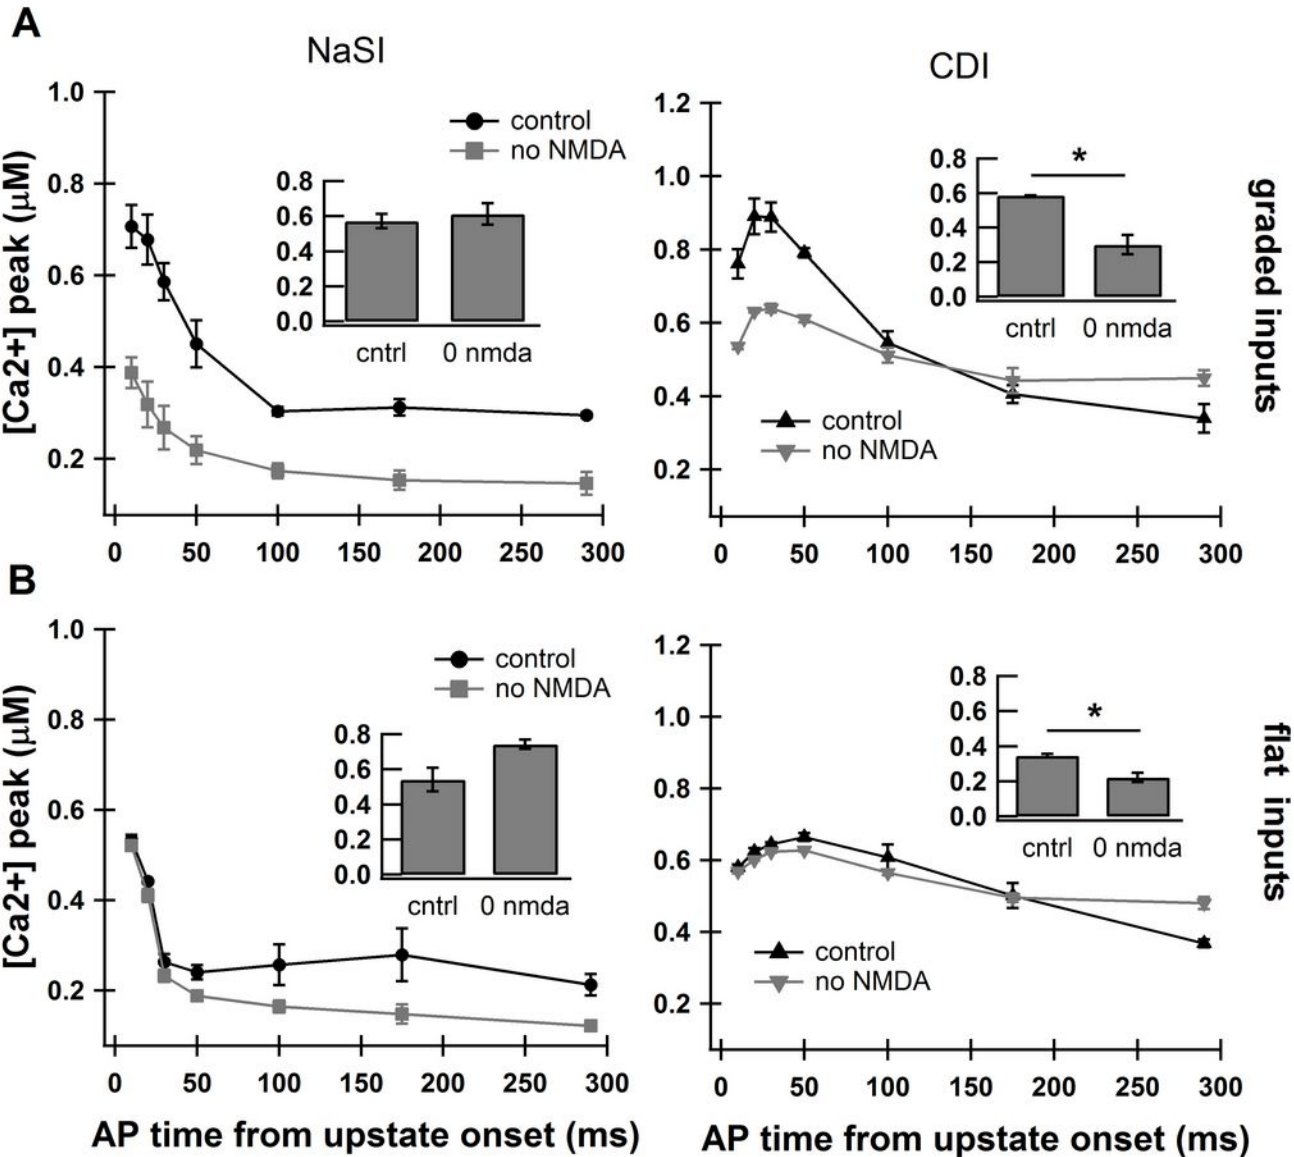 A
NaSI
CDI
1.0
0.8
0.6
0.4
0.2
[Ca2+] peak (μM)
control
no NMDA
0.8
0.6
0.4
0.2
0.0
cntrl 0 nmda
0 50 100 150 200 250 300
1.2
1.0
0.8
0.6
0.4
0.2
0.8
0.6
0.4
0.2
0.0
*
cntrl 0 nmda
control
no NMDA
0 50 100 150 200 250 300
graded inputs
B
1.0
0.8
0.6
0.4
0.2
[Ca2+] peak (μM)
control
no NMDA
0.8
0.6
0.4
0.2
0.0
cntrl 0 nmda
0 50 100 150 200 250 300
AP time from upstate onset (ms)
1.2
1.0
0.8
0.6
0.4
0.2
0.8
0.6
0.4
0.2
0.0
*
cntrl 0 nmda
control
no NMDA
0 50 100 150 200 250 300
AP time from upstate onset (ms)
flat inputs